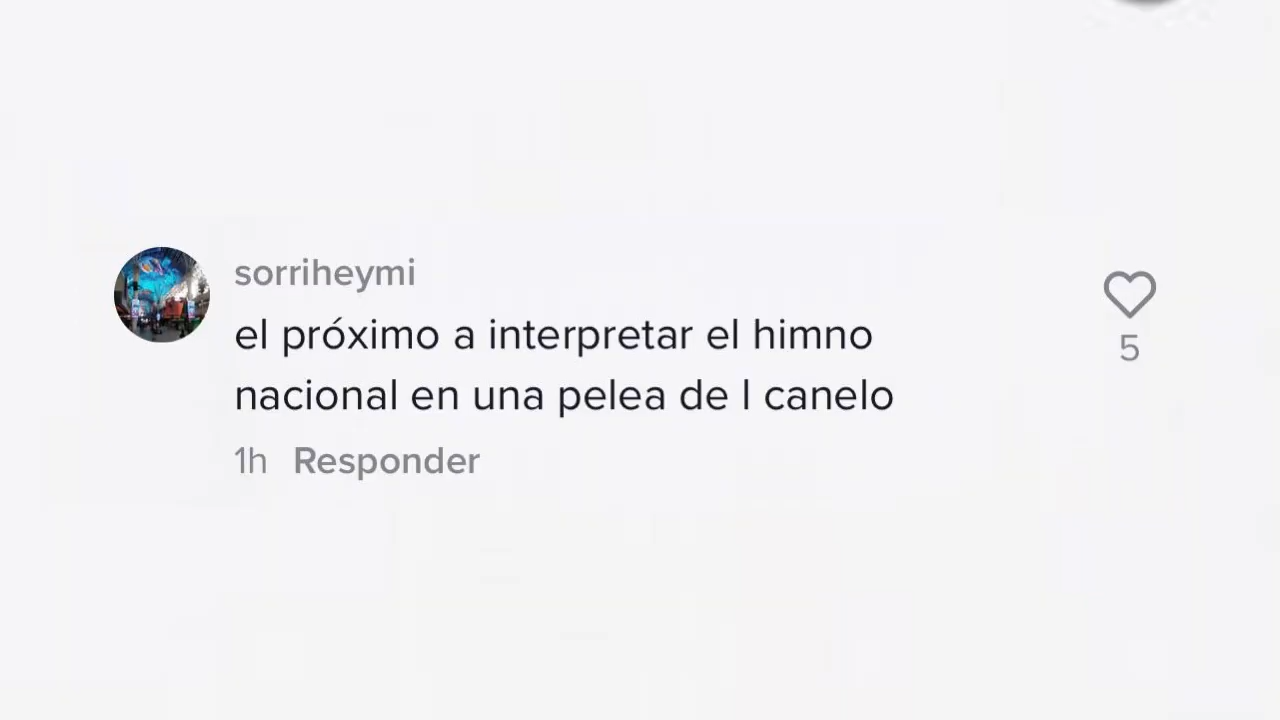 sorriheymi
el próximo a interpretar el himno
nacional en una pelea de l canelo
1h Responder
5